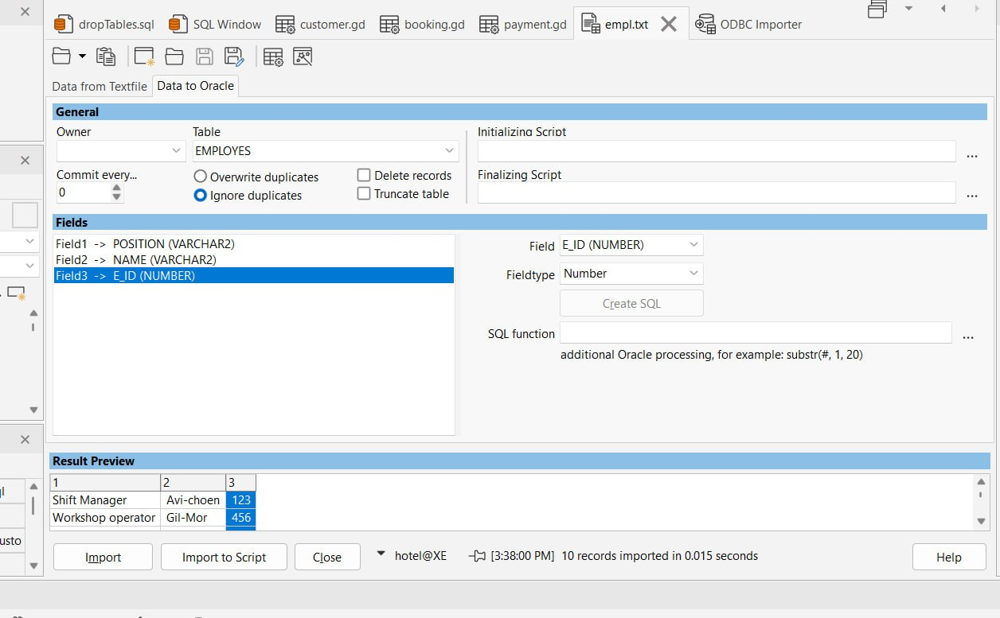 dropTables.sql SQL Window customer.gd booking.gd payment.gd empl.txt ODBC Importer
Data from Textfile Data to Oracle
General
Owner Table Initializing Script
EMPLOYES ...
Commit every... Overwrite duplicates Delete records Finalizing Script
0 Ignore duplicates Truncate table ...
Fields
Field1 -> POSITION (VARCHAR2) Field E_ID (NUMBER)
Field2 -> NAME (VARCHAR2)
Field3 -> E_ID (NUMBER) Fieldtype Number
Create SQL
SQL function ...
additional Oracle processing, for example: substr(#, 1, 20)
Result Preview
1 2 3
Shift Manager Avi-choen 123
Workshop operator Gil-Mor 456
usto
Import Import to Script Close hotel@XE [3:38:00 PM] 10 records imported in 0.015 seconds Help